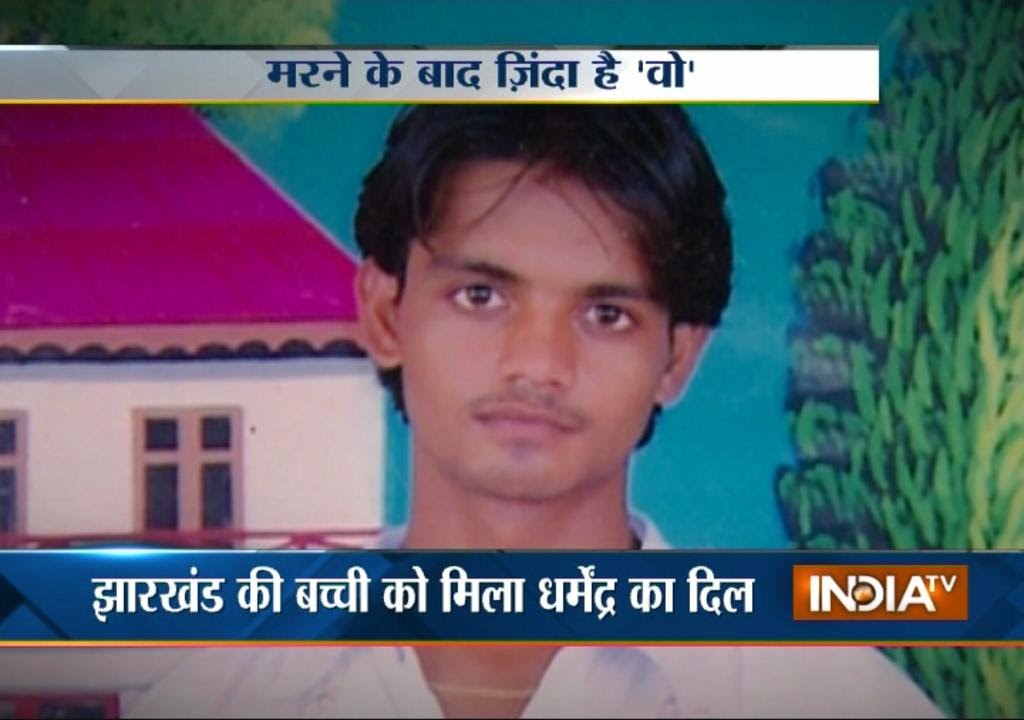 मरने के बाद ज़िंदा है 'वो'
झारखंड की बच्ची को मिला धर्मेंद्र का दिल
INDIA TV